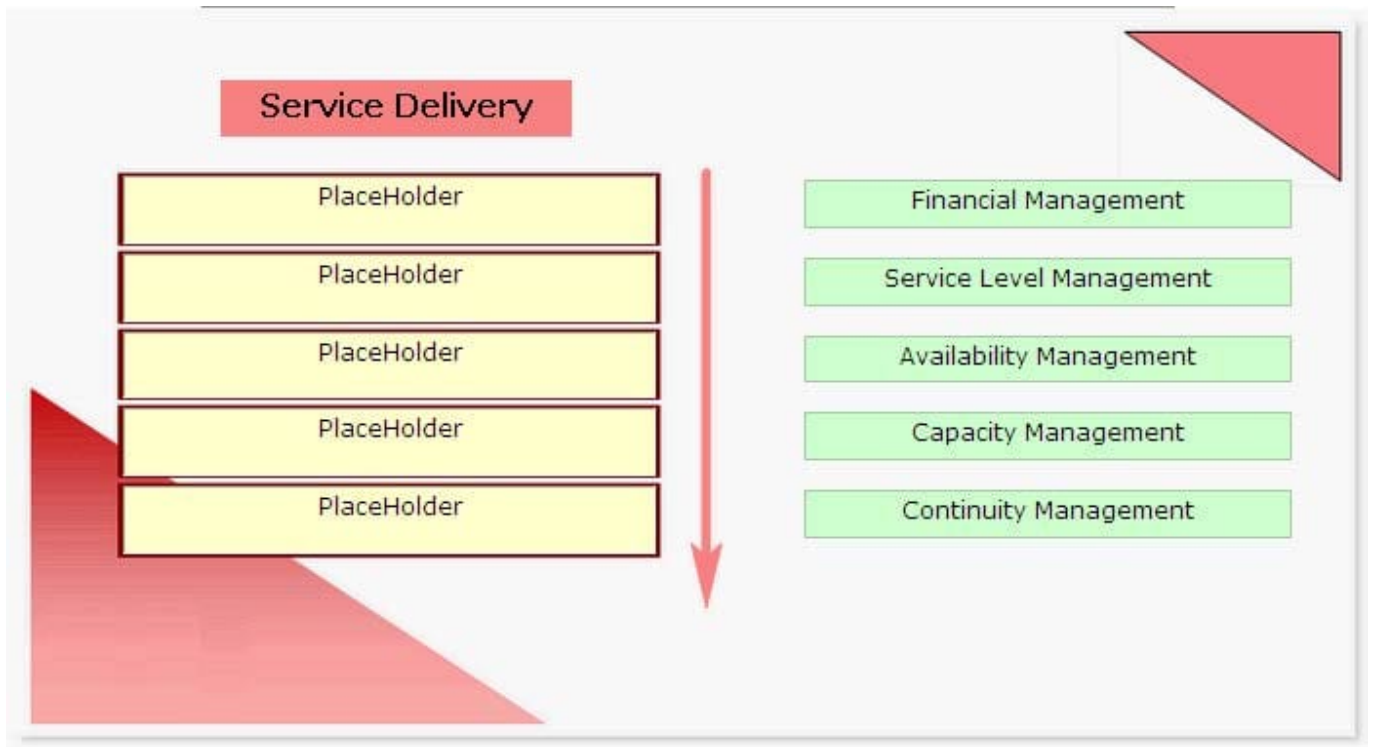 Service Delivery
PlaceHolder
PlaceHolder
PlaceHolder
PlaceHolder
PlaceHolder
Financial Management
Service Level Management
Availability Management
Capacity Management
Continuity Management